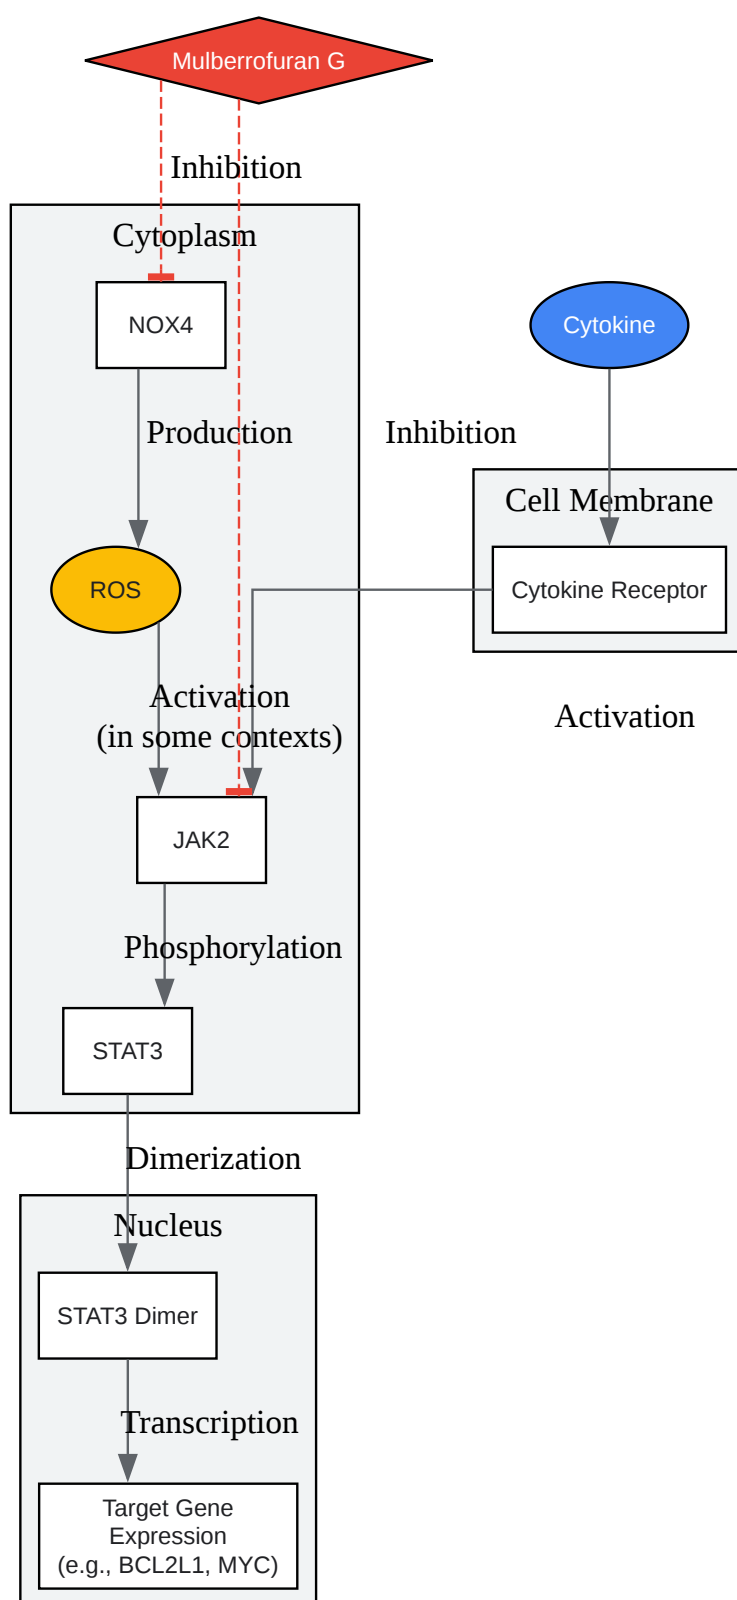 Mulberrofuran G
Inhibition
Cytoplasm
NOX4
Cytokine
Production
Inhibition
Cell Membrane
ROS
Cytokine Receptor
Activation
(in some contexts)
Activation
JAK2
Phosphorylation
STAT3
Dimerization
Nucleus
STAT3 Dimer
Transcription
Target Gene
Expression
(e.g., BCL2L1, MYC)